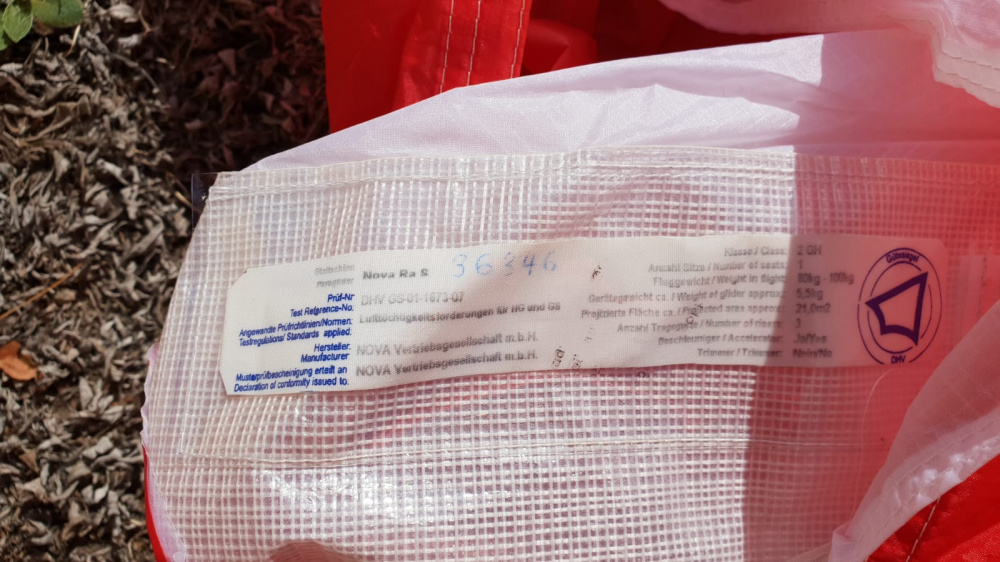 Gleitschirm Nova Ra S 36346
Paraglider
Prüf-Nr DHV GS-01-1673-07
Test Reference-No.
Angewandte Prüfrichtlinien/Normen: Lufttüchtigkeitsforderungen für HG und GS
Testregulational Standards applied:
Hersteller. NOVA Vertriebsgesellschaft m.b.H.
Manufacturer
Musterprüfbescheinigung erteilt an NOVA Vertriebsgesellschaft m.b.H.
Declaration of conformity issued to.
Klasse / Class: 2 GH
Anzahl Sitze / Number of seats: 1
Fluggewicht / Weight in flight: 80kg - 100kg
Gerätegewicht ca. / Weight of glider approx: 5,5kg
Projizierte Fläche ca. / Projected area approx: 21,0m2
Anzahl / Number of risers 3
Beschleuniger / Accelerator: Ja/Yes
Trimmer / Trimmer: Nein/No
Gütesiegel
DHV